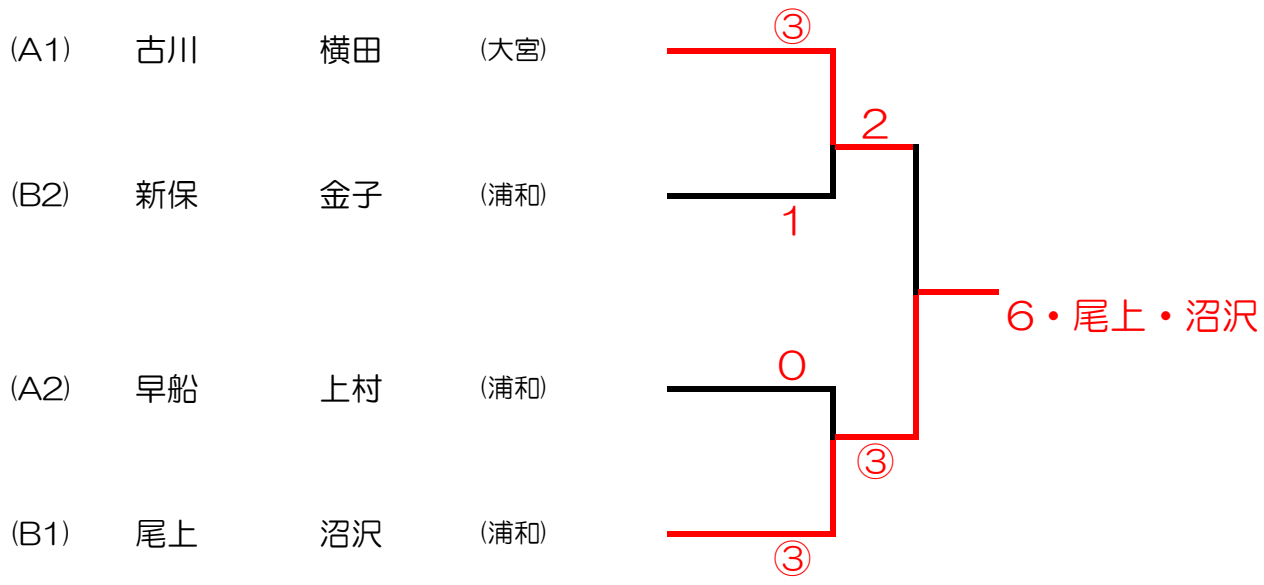 ③
(A1) 古川 横田 (大宮)
2
(B2) 新保 金子 (浦和)
1
6・尾上・沼沢
0
(A2) 早船 上村 (浦和)
③
(B1) 尾上 沼沢 (浦和)
③